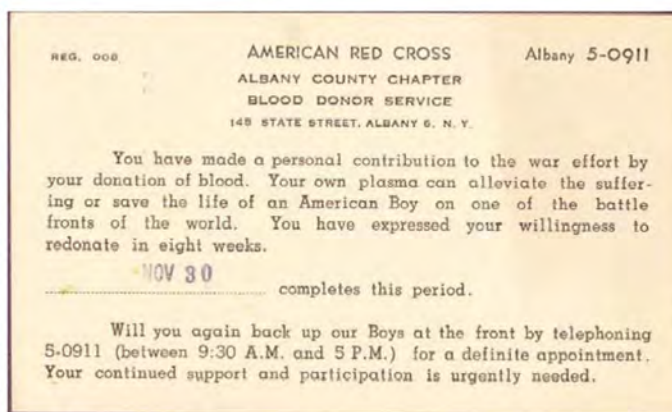 REG. 008 AMERICAN RED CROSS Albany 5-0911
ALBANY COUNTY CHAPTER
BLOOD DONOR SERVICE
148 STATE STREET, ALBANY 6, N. Y.
You have made a personal contribution to the war effort by
your donation of blood. Your own plasma can alleviate the suffer-
ing or save the life of an American Boy on one of the battle
fronts of the world. You have expressed your willingness to
redonate in eight weeks.
NOV 30
completes this period.
Will you again back up our Boys at the front by telephoning
5-0911 (between 9:30 A.M. and 5 P.M.) for a definite appointment.
Your continued support and participation is urgently needed.